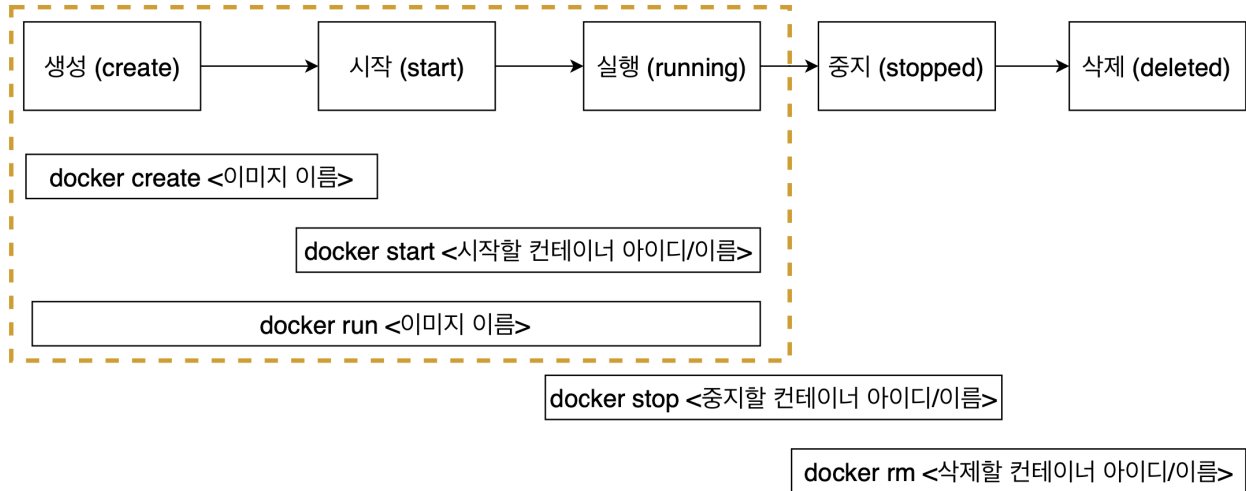 생성 (create)
시작 (start)
실행 (running)
중지 (stopped)
삭제 (deleted)
docker create <이미지 이름>
docker start <시작할 컨테이너 아이디/이름>
docker run <이미지 이름>
docker stop <중지할 컨테이너 아이디/이름>
docker rm <삭제할 컨테이너 아이디/이름>